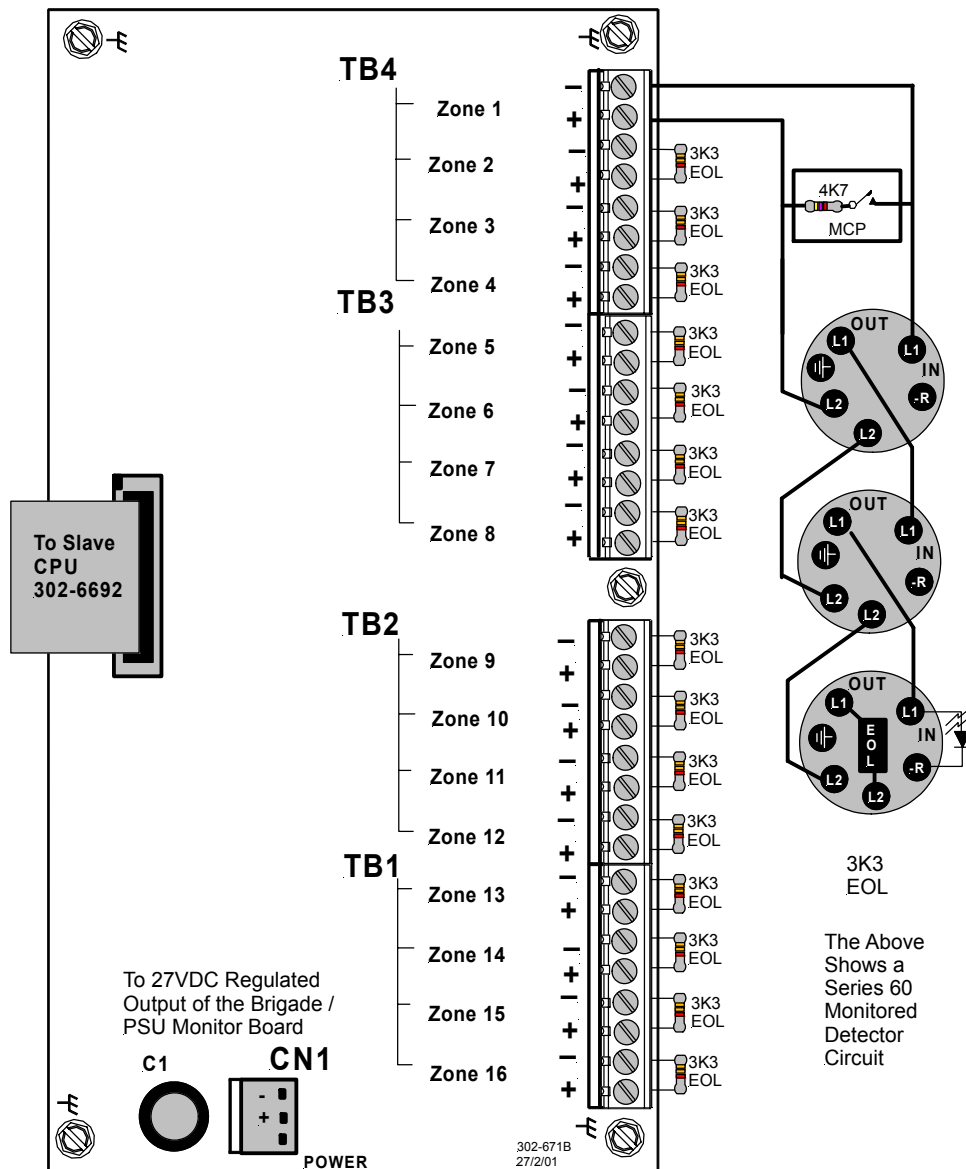 TB4
−
Zone 1
+
−
3K3
Zone 2
EOL
+
−
3K3
Zone 3
EOL
+
−
3K3
Zone 4
EOL
+
4K7
MCP
TB3
−
3K3
Zone 5
EOL
+
−
3K3
Zone 6
EOL
+
−
3K3
Zone 7
EOL
+
−
3K3
Zone 8
EOL
+
OUT
L1
L1
IN
-R
L2
L2
OUT
L1
L1
IN
-R
L2
L2
OUT
L1
L1
IN
EOL
-R
L2
L2
3K3
EOL
The Above
Shows a
Series 60
Monitored
Detector
Circuit
To Slave
CPU
302-6692
TB2
−
3K3
Zone 9
EOL
+
−
3K3
Zone 10
EOL
+
−
3K3
Zone 11
EOL
+
−
3K3
Zone 12
EOL
+
TB1
−
3K3
Zone 13
EOL
+
−
3K3
Zone 14
EOL
+
−
3K3
Zone 15
EOL
+
−
3K3
Zone 16
EOL
+
To 27VDC Regulated
Output of the Brigade /
PSU Monitor Board
C1
CN1
-
+
POWER
302-671B
27/2/01